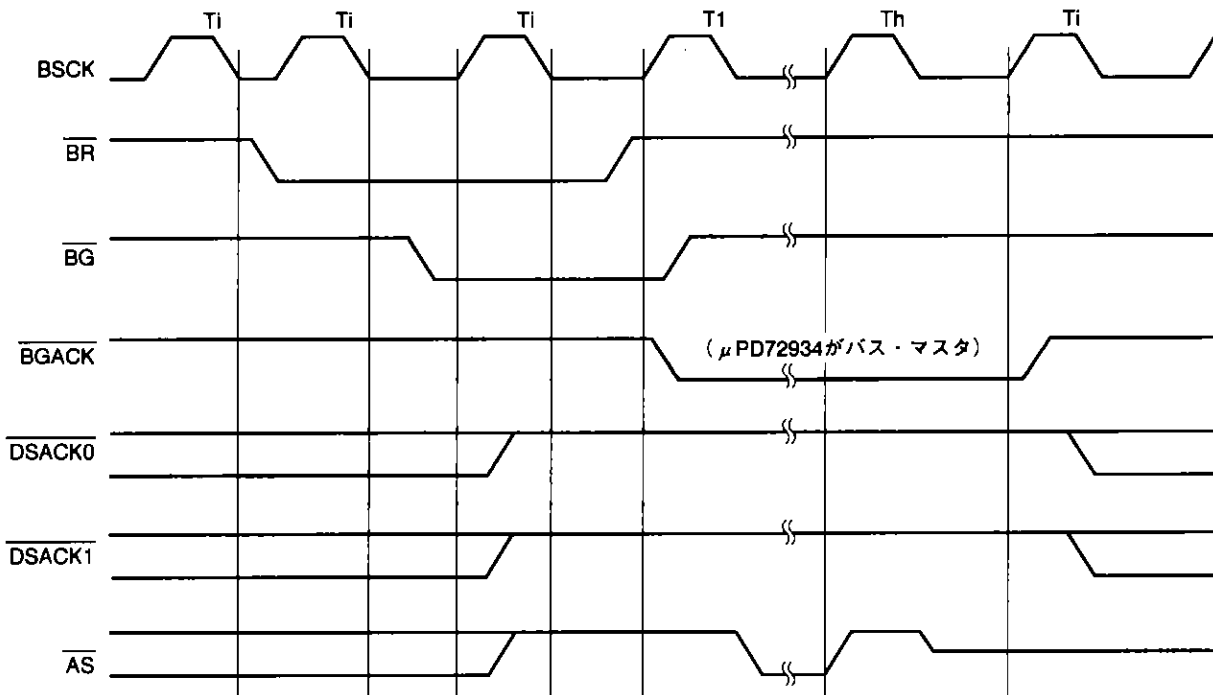 Ti Ti Ti T1 Th Ti
BSCK
BR
BG
BGACK
(μPD72934がバス・マスタ)
DSACK0
DSACK1
AS